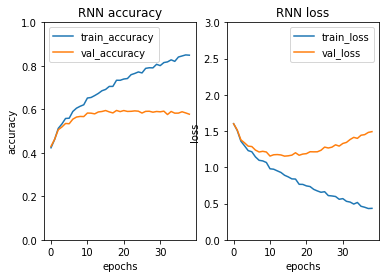 RNN accuracy
train_accuracy
val_accuracy
accuracy
1.0
0.8
0.6
0.4
0.2
0.0
0
10
20
30
epochs
RNN loss
train_loss
val_loss
loss
3.0
2.5
2.0
1.5
1.0
0.5
0.0
0
10
20
30
epochs